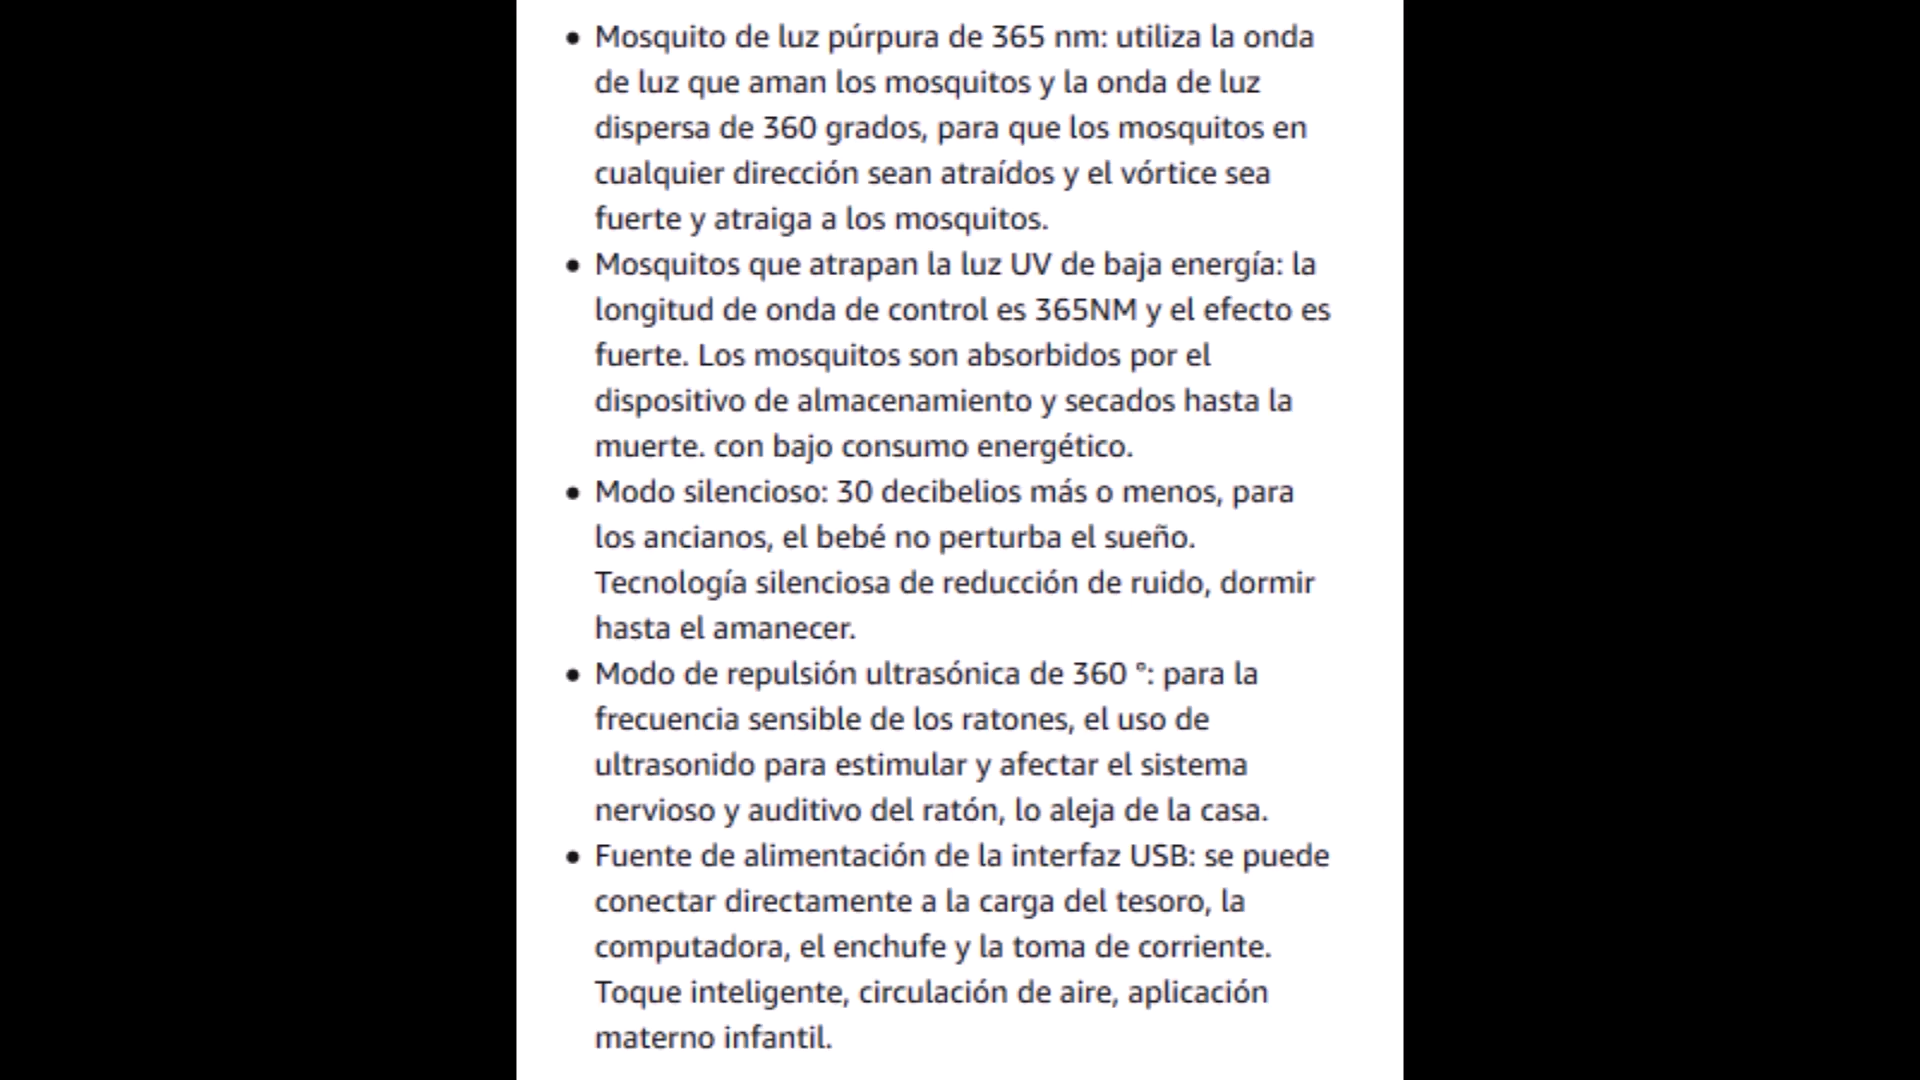 Mosquito de luz púrpura de 365 nm: utiliza la onda
de luz que aman los mosquitos y la onda de luz
dispersa de 360 grados, para que los mosquitos en
cualquier dirección sean atraídos y el vórtice sea
fuerte y atraiga a los mosquitos.
Mosquitos que atrapan la luz UV de baja energía: la
longitud de onda de control es 365NM y el efecto es
fuerte. Los mosquitos son absorbidos por el
dispositivo de almacenamiento y secados hasta la
muerte. con bajo consumo energético.
Modo silencioso: 30 decibelios más o menos, para
los ancianos, el bebé no perturba el sueño.
Tecnología silenciosa de reducción de ruido, dormir
hasta el amanecer.
Modo de repulsión ultrasónica de 360 °: para la
frecuencia sensible de los ratones, el uso de
ultrasonido para estimular y afectar el sistema
nervioso y auditivo del ratón, lo aleja de la casa.
Fuente de alimentación de la interfaz USB: se puede
conectar directamente a la carga del tesoro, la
computadora, el enchufe y la toma de corriente.
Toque inteligente, circulación de aire, aplicación
materno infantil.